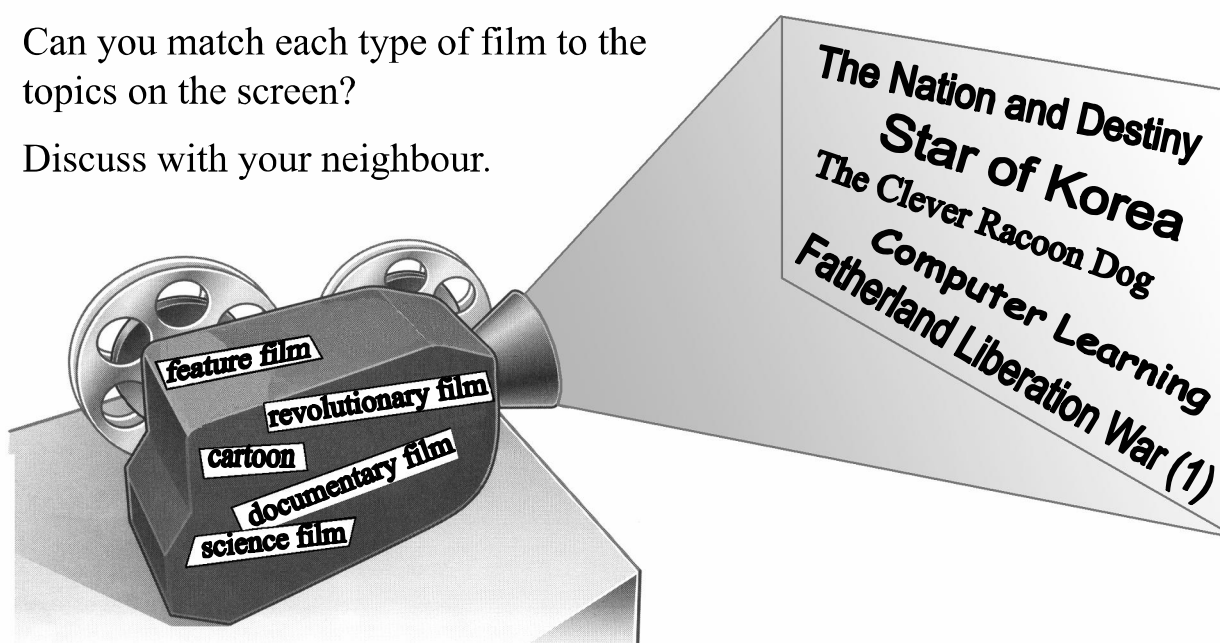 Can you match each type of film to the
topics on the screen?
Discuss with your neighbour.
The Nation and Destiny
Star of Korea
The Clever Racoon Dog
Computer Learning
Fatherland Liberation War (1)
feature film
revolutionary film
cartoon
documentary film
science film